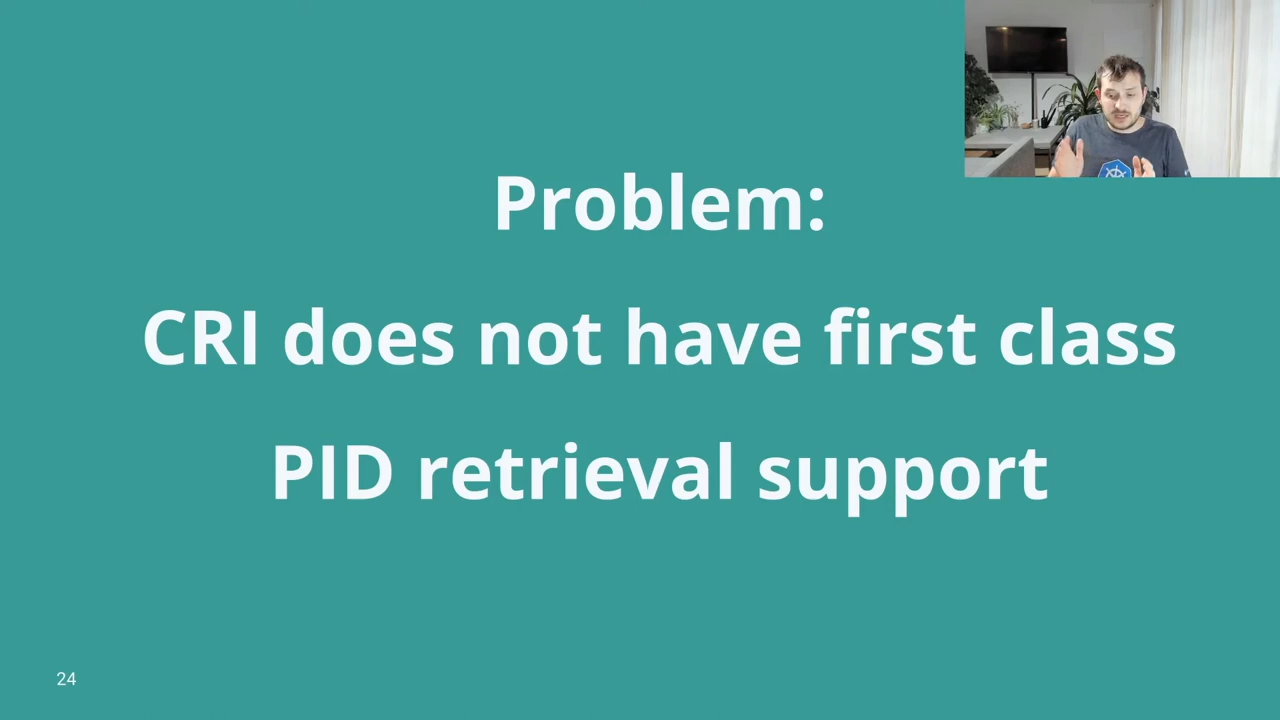 Problem:
CRI does not have first class
PID retrieval support
24